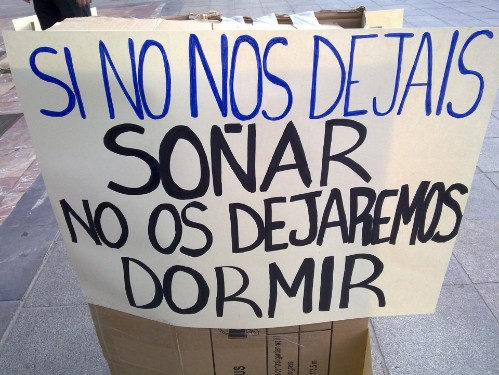 SI NO NOS DEJAIS
SOÑAR
NO OS DEJAREMOS
DORMIR